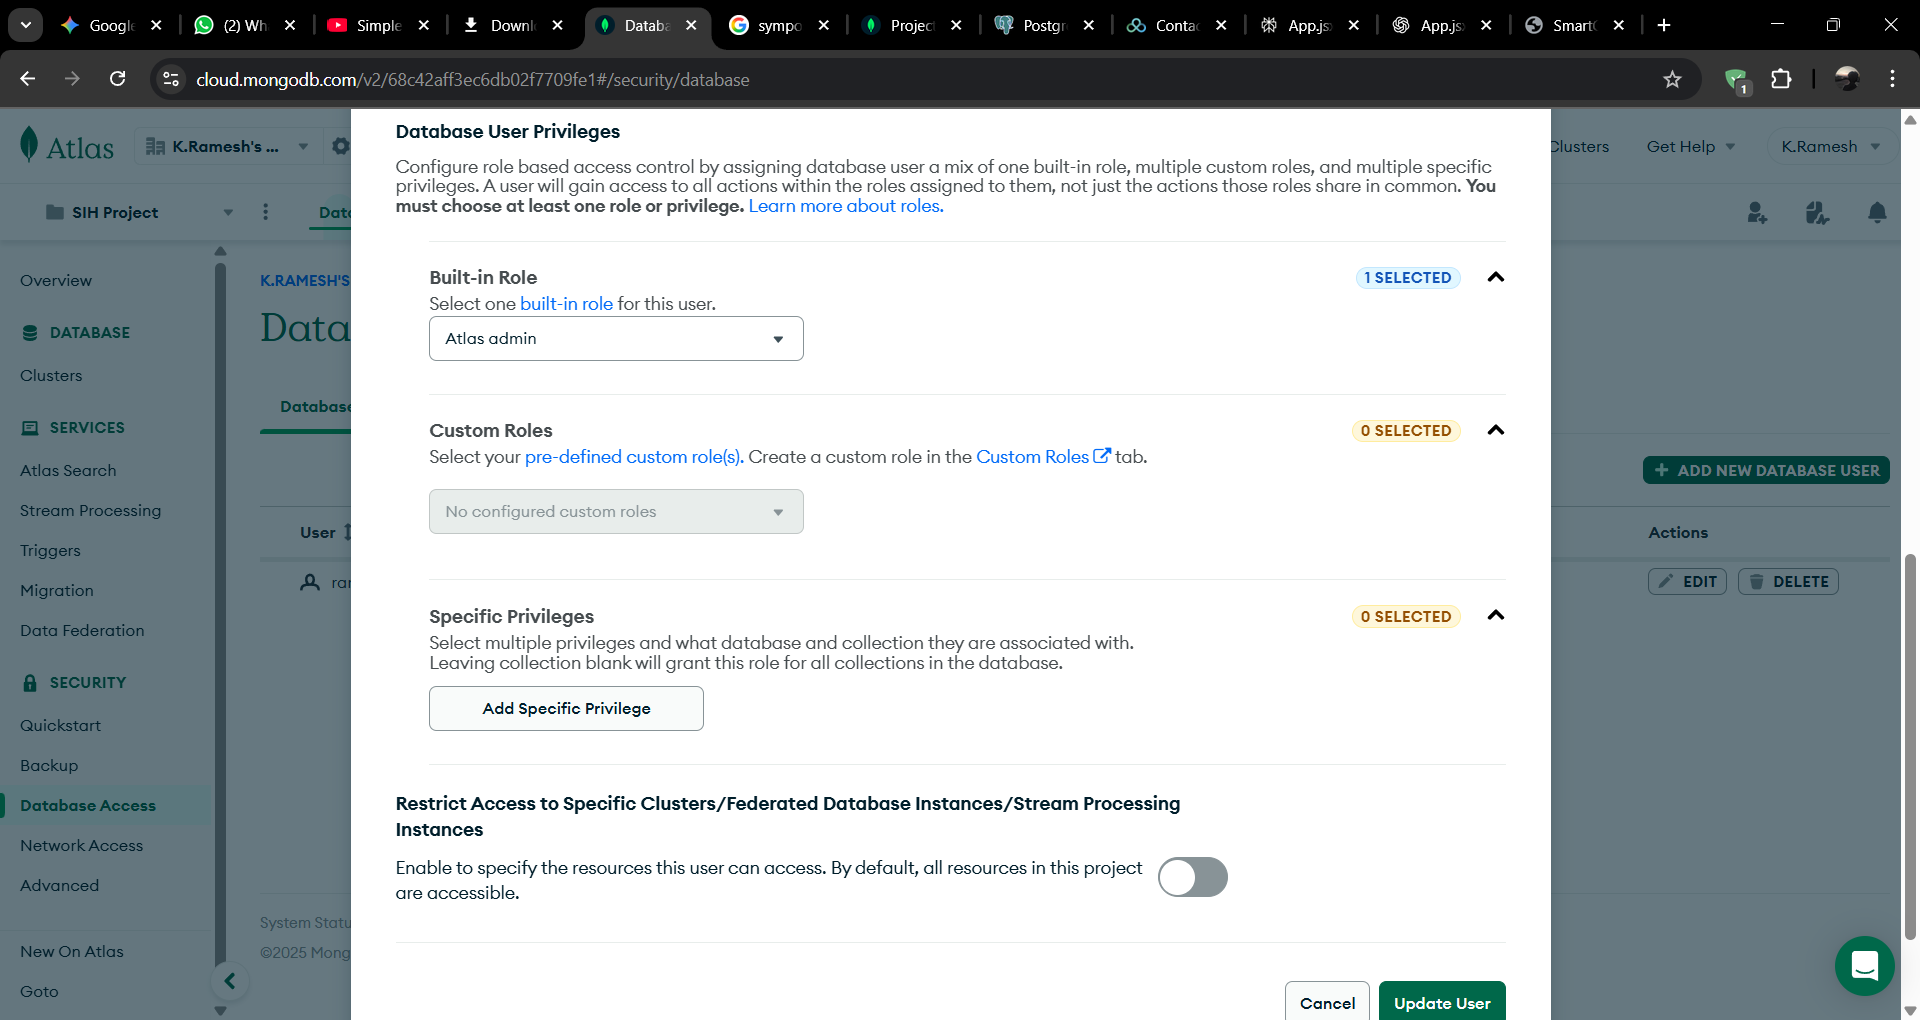 Google
(2) Wh
Simple
Downl
Databa
sympo
Project
Postgr
Contac
App.js
App.js
Smart
cloud.mongodb.com/v2/68c42aff3ec6db02f7709fe1#/security/database
1
Atlas
K.Ramesh's ...
Clusters
Get Help
K.Ramesh
SIH Project
Data
Overview
DATABASE
Clusters
SERVICES
Atlas Search
Stream Processing
Triggers
Migration
Data Federation
SECURITY
Quickstart
Backup
Database Access
Network Access
Advanced
New On Atlas
Goto
K.RAMESH'S
Data
Database
User
ram
System Statu
©2025 Mong
Database User Privileges
Configure role based access control by assigning database user a mix of one built-in role, multiple custom roles, and multiple specific
privileges. A user will gain access to all actions within the roles assigned to them, not just the actions those roles share in common. You
must choose at least one role or privilege. Learn more about roles.
Built-in Role
1 SELECTED
Select one built-in role for this user.
Atlas admin
Custom Roles
0 SELECTED
Select your pre-defined custom role(s). Create a custom role in the Custom Roles tab.
No configured custom roles
Specific Privileges
0 SELECTED
Select multiple privileges and what database and collection they are associated with.
Leaving collection blank will grant this role for all collections in the database.
Add Specific Privilege
Restrict Access to Specific Clusters/Federated Database Instances/Stream Processing
Instances
Enable to specify the resources this user can access. By default, all resources in this project
are accessible.
Cancel
Update User
ADD NEW DATABASE USER
Actions
EDIT
DELETE